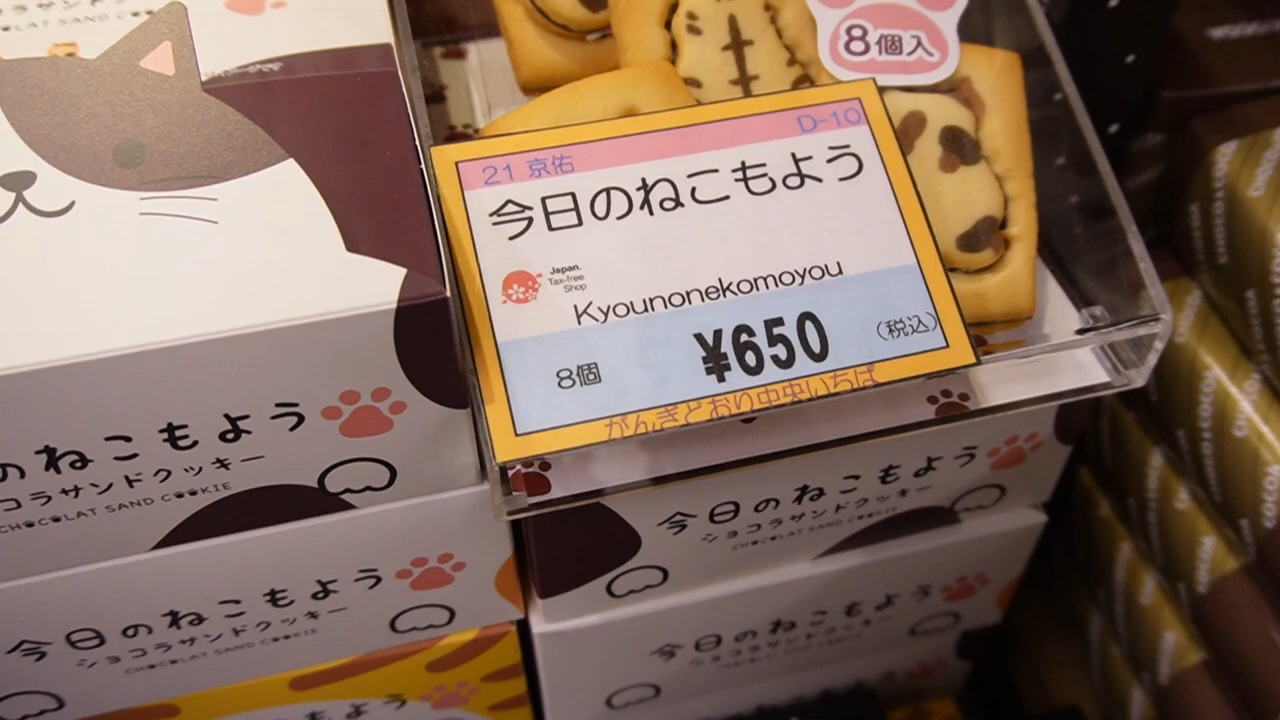 8個入
D-10
21 京佑
今日のねこもよう
Japan.
Tax-free
Shop
Kyounonekomoyou
8個
¥650
(税込)
がんぎどおり中央いちば
のねこもよう
コラサンドクッキー
CHOCOLAT SAND COOKIE
今日のねこもよう
ショコラサンドクッキー
CHOCOLAT SAND COOKIE
今日のねこもよう
ショコラサンドクッキー
CHOCOLAT SAND COOKIE
今日のねこもよう
ショコラサンドクッキー
もよう